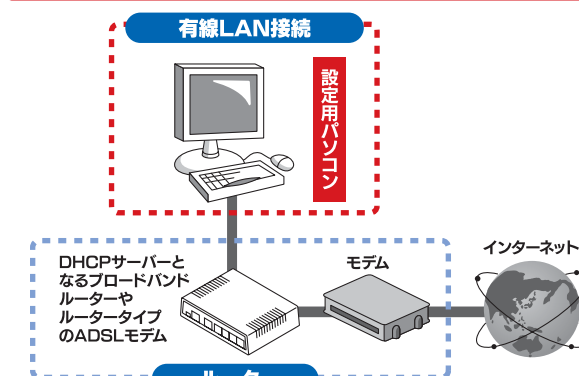 有線LAN接続
設定用パソコン
DHCPサーバーと
なるブロードバンド
ルーターや
ルータータイプ
のADSLモデム
モデム
インターネット